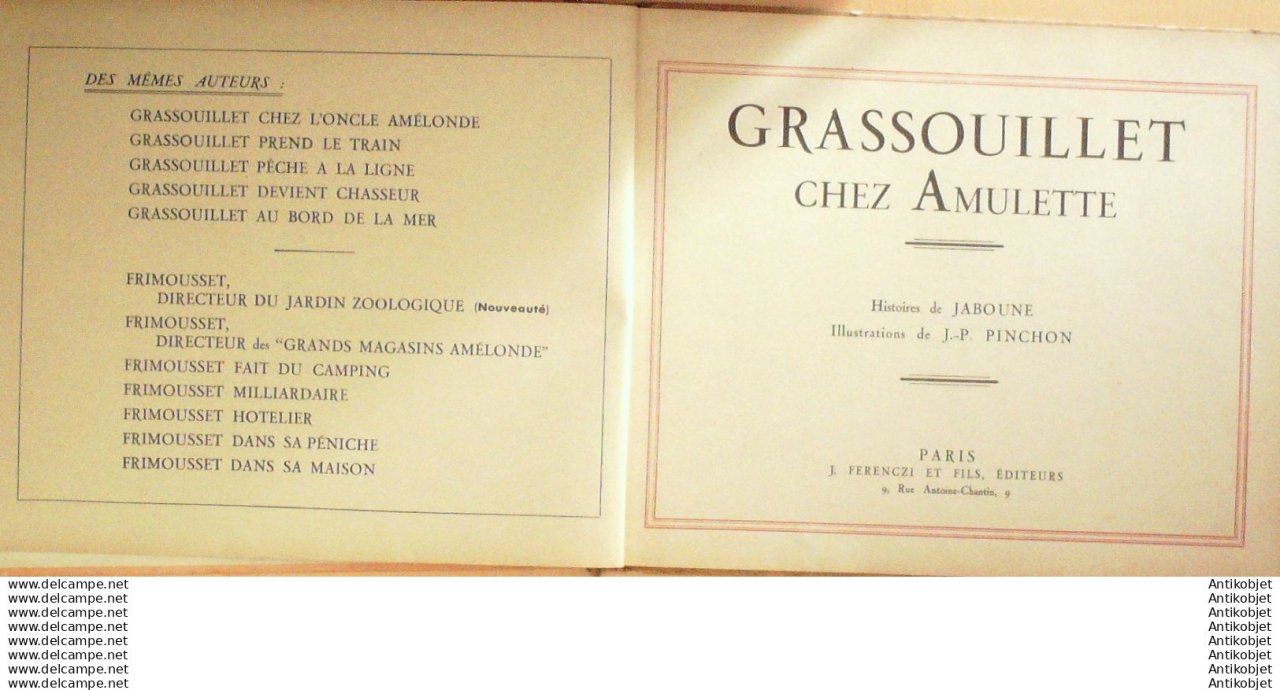 DES MÊMES AUTEURS :
GRASSOUILLET CHEZ L'ONCLE AMÉLONDE
GRASSOUILLET PREND LE TRAIN
GRASSOUILLET PÊCHE A LA LIGNE
GRASSOUILLET DEVIENT CHASSEUR
GRASSOUILLET AU BORD DE LA MER
FRIMOUSSET,
DIRECTEUR DU JARDIN ZOOLOGIQUE (Nouveauté)
FRIMOUSSET,
DIRECTEUR des "GRANDS MAGASINS AMÉLONDE"
FRIMOUSSET FAIT DU CAMPING
FRIMOUSSET MILLIARDAIRE
FRIMOUSSET HOTELIER
FRIMOUSSET DANS SA PÉNICHE
FRIMOUSSET DANS SA MAISON
GRASSOUILLET
CHEZ AMULETTE
Histoires de JABOUNE
Illustrations de J.-P. PINCHON
PARIS
J. FERENCZI ET FILS, ÉDITEURS
9, Rue Antoine-Chantin, 9
www.delcampe.net
www.delcampe.net
www.delcampe.net
www.delcampe.net
www.delcampe.net
www.delcampe.net
www.delcampe.net
www.delcampe.net
Antikobjet
Antikobjet
Antikobjet
Antikobjet
Antikobjet
Antikobjet
Antikobjet
Antikobjet